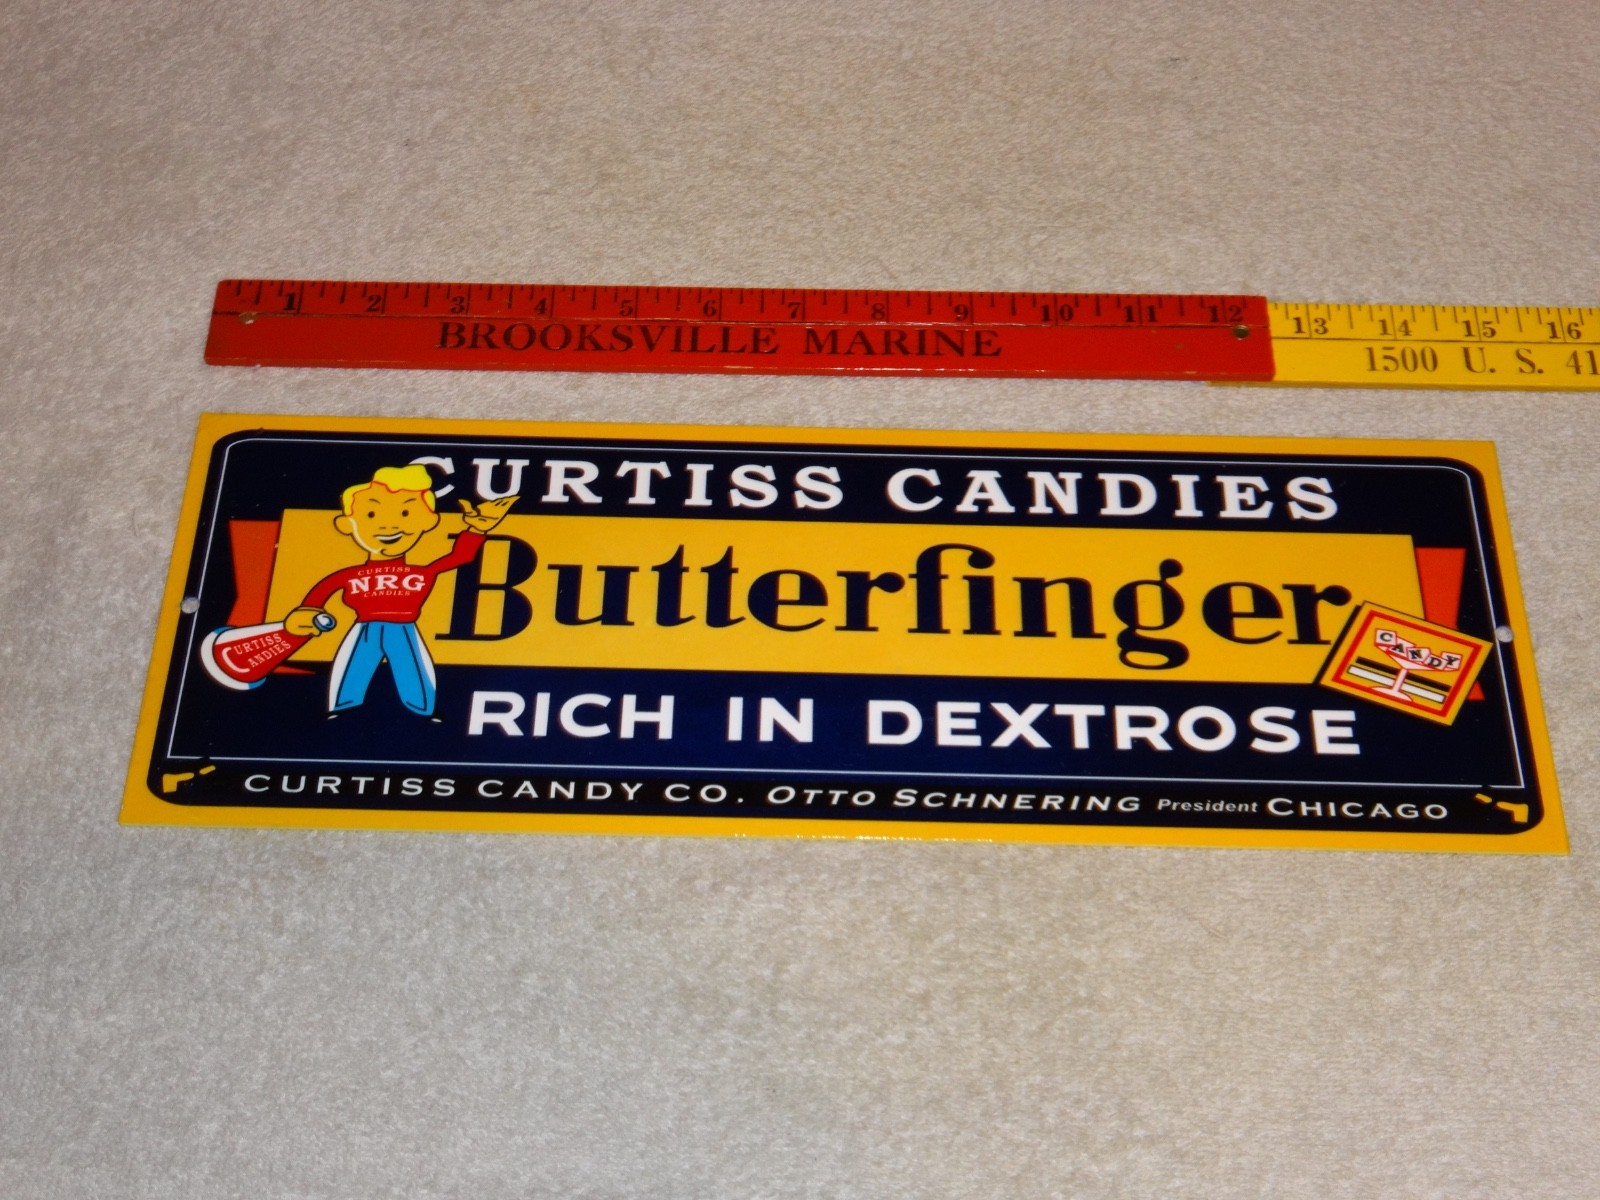 1 2 3 4 5 6 7 8 9 10 11 12 13 14 15 16
BROOKSVILLE MARINE
1500 U. S. 41
CURTISS CANDIES
Butterfinger
CURTISS
NRG
CANDIES
CURTISS
CANDIES
CANDY
RICH IN DEXTROSE
CURTISS CANDY CO. OTTO SCHNERING President CHICAGO